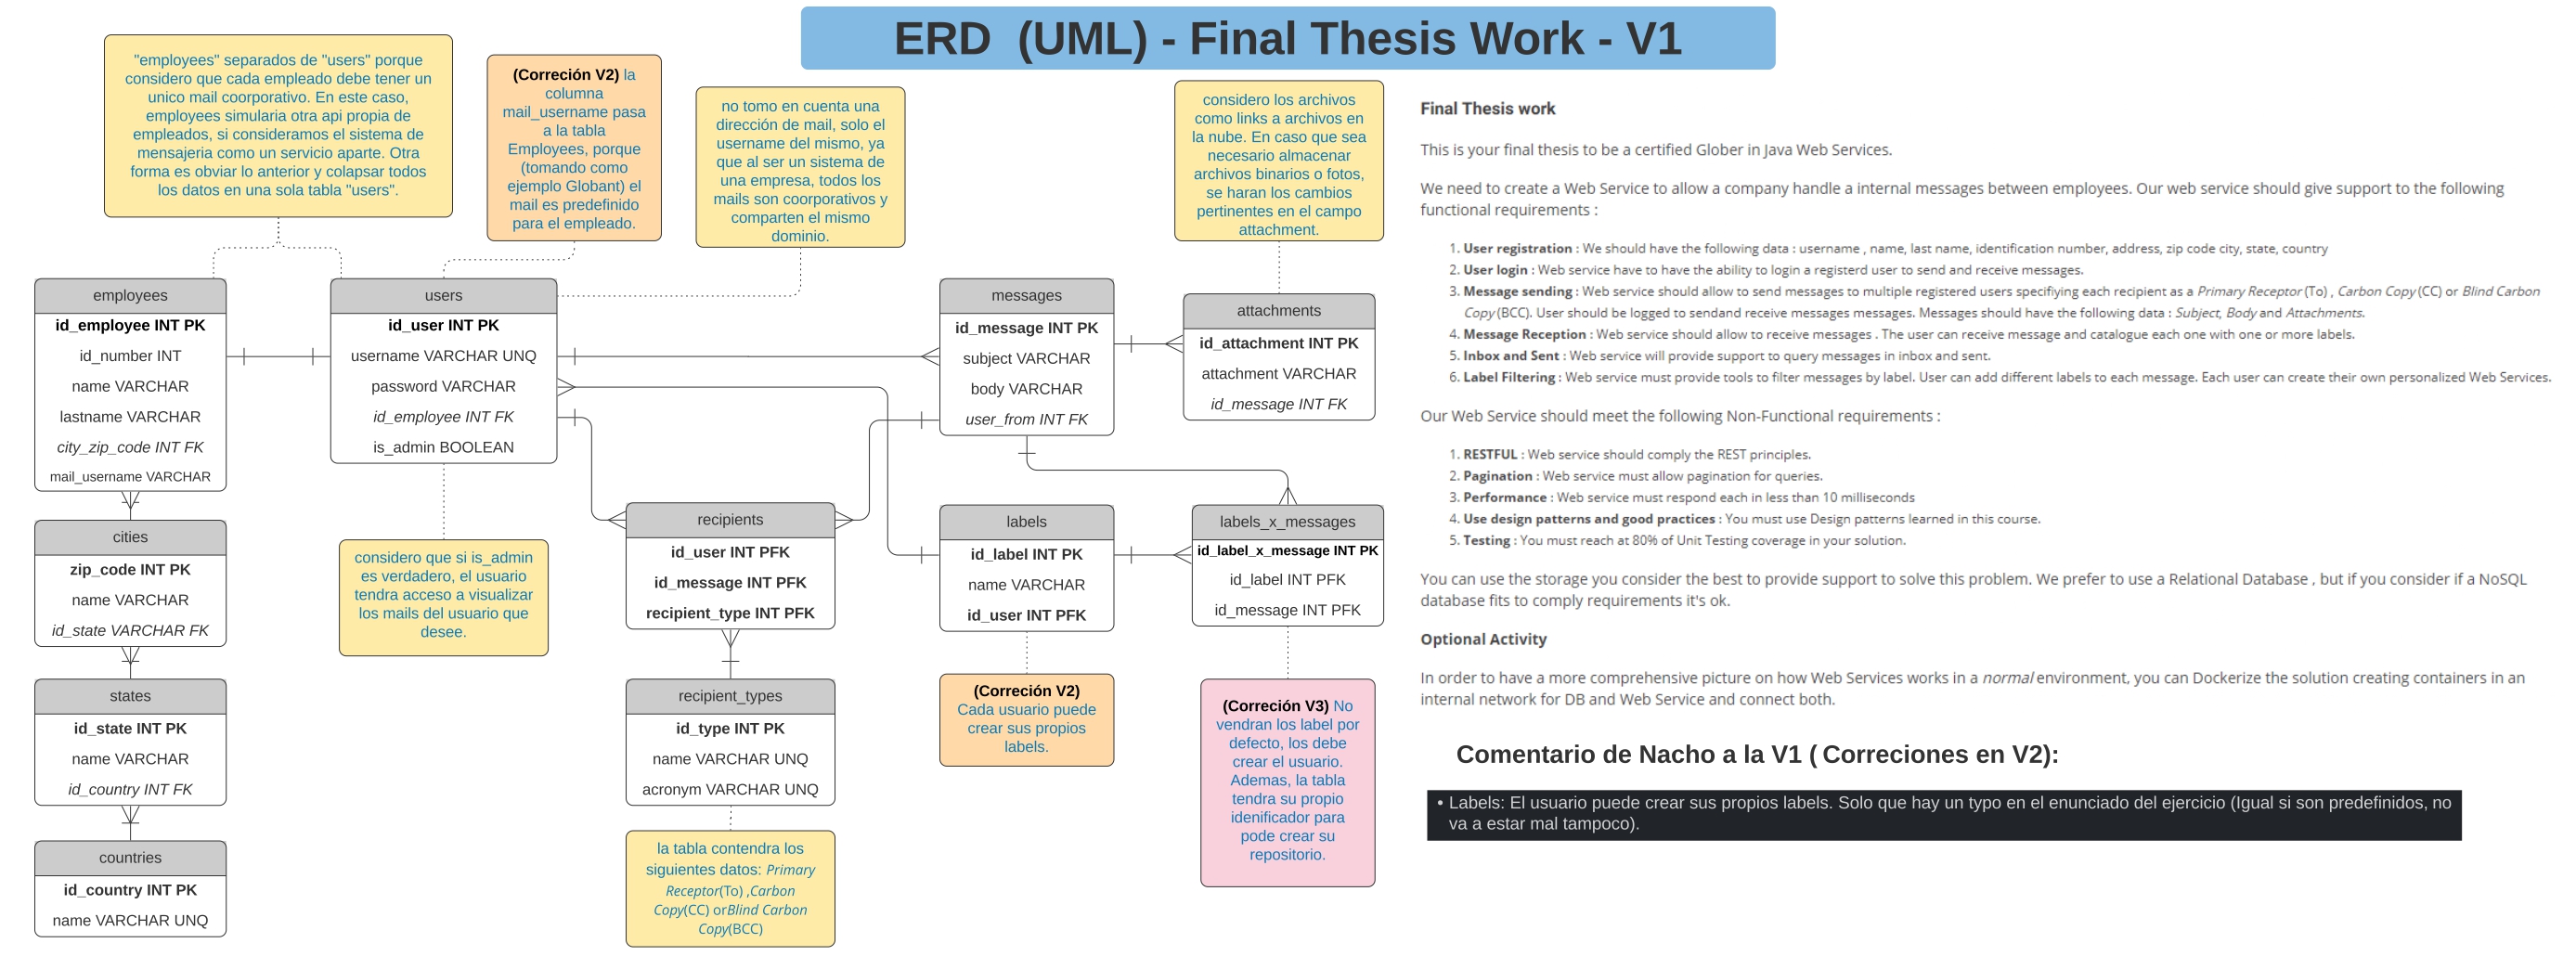 ERD  (UML) - Final Thesis Work - V1
"employees" separados de "users" porque
considero que cada empleado debe tener un
unico mail coorporativo. En este caso,
employees simularia otra api propia de
empleados, si consideramos el sistema de
mensajeria como un servicio aparte. Otra
forma es obviar lo anterior y colapsar todos
los datos en una sola tabla "users".
(Correción V2) la
columna
mail_username pasa
a la tabla
Employees, porque
(tomando como
ejemplo Globant) el
mail es predefinido
para el empleado.
no tomo en cuenta una
dirección de mail, solo el
username del mismo, ya
que al ser un sistema de
una empresa, todos los
mails son coorporativos y
comparten el mismo
dominio.
considero los archivos
como links a archivos en
la nube. En caso que sea
necesario almacenar
archivos binarios o fotos,
se haran los cambios
pertinentes en el campo
attachment.
employees
id_employee INT PK
id_number INT
name VARCHAR
lastname VARCHAR
city_zip_code INT FK
mail_username VARCHAR
users
id_user INT PK
username VARCHAR UNQ
password VARCHAR
id_employee INT FK
is_admin BOOLEAN
messages
id_message INT PK
subject VARCHAR
body VARCHAR
user_from INT FK
attachments
id_attachment INT PK
attachment VARCHAR
id_message INT FK
cities
zip_code INT PK
name VARCHAR
id_state VARCHAR FK
considero que si is_admin
es verdadero, el usuario
tendra acceso a visualizar
los mails del usuario que
desee.
recipients
id_user INT PFK
id_message INT PFK
recipient_type INT PFK
labels
id_label INT PK
name VARCHAR
id_user INT PFK
labels_x_messages
id_label_x_message INT PK
id_label INT PFK
id_message INT PFK
states
id_state INT PK
name VARCHAR
id_country INT FK
recipient_types
id_type INT PK
name VARCHAR UNQ
acronym VARCHAR UNQ
(Correción V2)
Cada usuario puede
crear sus propios
labels.
(Correción V3) No
vendran los label por
defecto, los debe
crear el usuario.
Ademas, la tabla
tendra su propio
idenificador para
pode crear su
repositorio.
countries
id_country INT PK
name VARCHAR UNQ
la tabla contendra los
siguientes datos: Primary
Receptor(To) ,Carbon
Copy(CC) orBlind Carbon
Copy(BCC)
Final Thesis work
This is your final thesis to be a certified Glober in Java Web Services.
We need to create a Web Service to allow a company handle a internal messages between employees. Our web service should give support to the following
functional requirements :
1. User registration : We should have the following data : username , name, last name, identification number, address, zip code city, state, country
2. User login : Web service have to have the ability to login a registerd user to send and receive messages.
3. Message sending : Web service should allow to send messages to multiple registered users specifiying each recipient as a Primary Receptor (To) , Carbon Copy (CC) or Blind Carbon
Copy (BCC). User should be logged to sendand receive messages messages. Messages should have the following data : Subject, Body and Attachments.
4. Message Reception : Web service should allow to receive messages . The user can receive message and catalogue each one with one or more labels.
5. Inbox and Sent : Web service will provide support to query messages in inbox and sent.
6. Label Filtering : Web service must provide tools to filter messages by label. User can add different labels to each message. Each user can create their own personalized Web Services.
Our Web Service should meet the following Non-Functional requirements :
1. RESTFUL : Web service should comply the REST principles.
2. Pagination : Web service must allow pagination for queries.
3. Performance : Web service must respond each in less than 10 milliseconds
4. Use design patterns and good practices : You must use Design patterns learned in this course.
5. Testing : You must reach at 80% of Unit Testing coverage in your solution.
You can use the storage you consider the best to provide support to solve this problem. We prefer to use a Relational Database , but if you consider if a NoSQL
database fits to comply requirements it's ok.
Optional Activity
In order to have a more comprehensive picture on how Web Services works in a normal environment, you can Dockerize the solution creating containers in an
internal network for DB and Web Service and connect both.
Comentario de Nacho a la V1 ( Correciones en V2):
• Labels: El usuario puede crear sus propios labels. Solo que hay un typo en el enunciado del ejercicio (Igual si son predefinidos, no
va a estar mal tampoco).